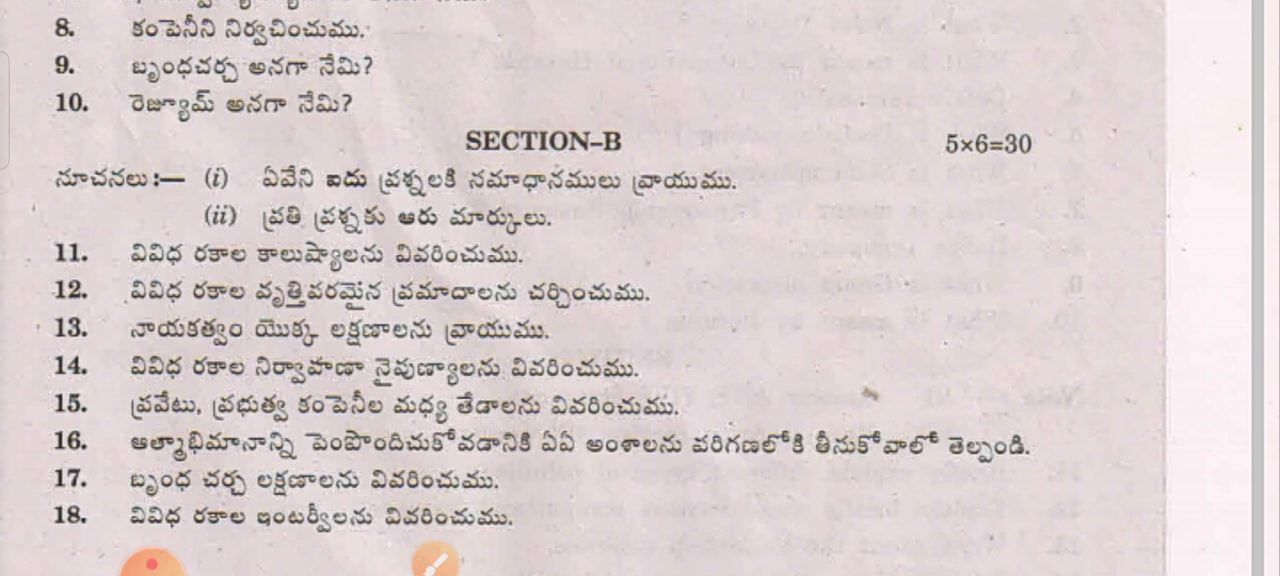 8. కంపెనీని నిర్వచించుము.
9. బృంధచర్చ అనగా నేమి?
10. రెజ్యూమ్ అనగా నేమి?
SECTION–B 5×6=30
సూచనలు:— (i) ఏవేని ఐదు ప్రశ్నలకి సమాధానములు వ్రాయుము.
(ii) ప్రతి ప్రశ్నకు ఆరు మార్కులు.
11. వివిధ రకాల కాలుష్యాలను వివరించుము.
12. వివిధ రకాల వృత్తిపరమైన ప్రమాదాలను చర్చించుము.
13. నాయకత్వం యొక్క లక్షణాలను వ్రాయుము.
14. వివిధ రకాల నిర్వాహణా నైపుణ్యాలను వివరించుము.
15. ప్రవేటు, ప్రభుత్వ కంపెనీల మధ్య తేడాలను వివరించుము.
16. ఆత్మాభిమానాన్ని పెంపొందిచుకోవడానికి ఏఏ అంశాలను పరిగణలోకి తీసుకోవాలో తెల్పండి.
17. బృంధ చర్చ లక్షణాలను వివరించుము.
18. వివిధ రకాల ఇంటర్వీలను వివరించుము.